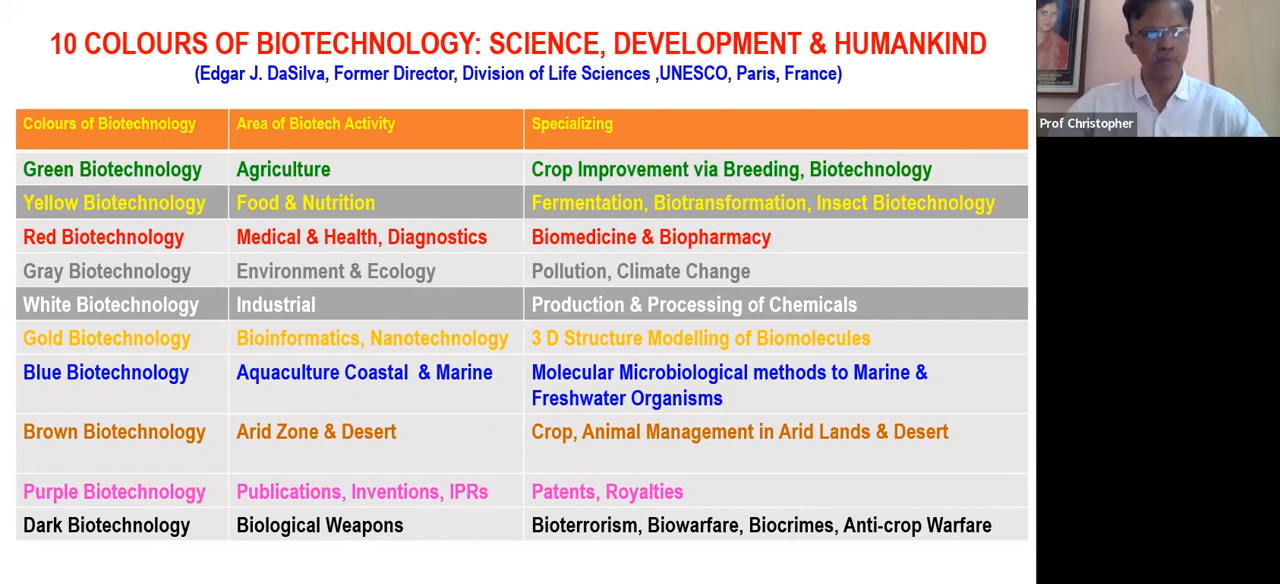 10 COLOURS OF BIOTECHNOLOGY: SCIENCE, DEVELOPMENT & HUMANKIND
(Edgar J. DaSilva, Former Director, Division of Life Sciences ,UNESCO, Paris, France)
Colours of Biotechnology Area of Biotech Activity Specializing
Green Biotechnology Agriculture Crop Improvement via Breeding, Biotechnology
Yellow Biotechnology Food & Nutrition Fermentation, Biotransformation, Insect Biotechnology
Red Biotechnology Medical & Health, Diagnostics Biomedicine & Biopharmacy
Gray Biotechnology Environment & Ecology Pollution, Climate Change
White Biotechnology Industrial Production & Processing of Chemicals
Gold Biotechnology Bioinformatics, Nanotechnology 3 D Structure Modelling of Biomolecules
Blue Biotechnology Aquaculture Coastal & Marine Molecular Microbiological methods to Marine &
Freshwater Organisms
Brown Biotechnology Arid Zone & Desert Crop, Animal Management in Arid Lands & Desert
Purple Biotechnology Publications, Inventions, IPRs Patents, Royalties
Dark Biotechnology Biological Weapons Bioterrorism, Biowarfare, Biocrimes, Anti-crop Warfare
Prof Christopher